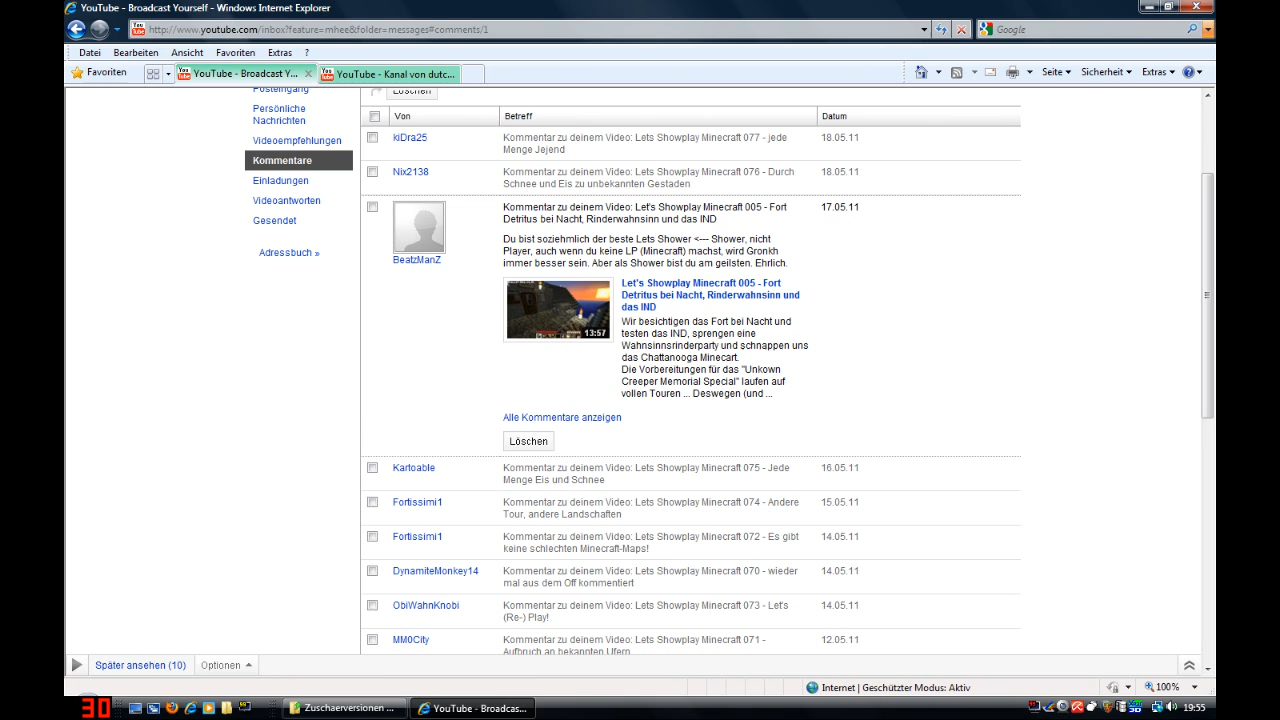 YouTube - Broadcast Yourself - Windows Internet Explorer
http://www.youtube.com/inbox?feature=mhee&folder=messages#comments/1
Google
Datei Bearbeiten Ansicht Favoriten Extras ?
Favoriten YouTube - Broadcast Y... YouTube - Kanal von dutc... Seite Sicherheit Extras
Posteingang
Löschen
Persönliche
Nachrichten
Videoempfehlungen
Kommentare
Einladungen
Videoantworten
Gesendet
Adressbuch »
Von Betreff Datum
kiDra25 Kommentar zu deinem Video: Lets Showplay Minecraft 077 - jede 18.05.11
Menge Jejend
Nix2138 Kommentar zu deinem Video: Lets Showplay Minecraft 076 - Durch 18.05.11
Schnee und Eis zu unbekannten Gestaden
Kommentar zu deinem Video: Let's Showplay Minecraft 005 - Fort 17.05.11
Detritus bei Nacht, Rinderwahnsinn und das IND
BeatzManZ
Du bist soziehmlich der beste Lets Shower <--- Shower, nicht
Player, auch wenn du keine LP (Minecraft) machst, wird Gronkh
immer besser sein. Aber als Shower bist du am geilsten. Ehrlich.
13:57
Let's Showplay Minecraft 005 - Fort
Detritus bei Nacht, Rinderwahnsinn und
das IND
Wir besichtigen das Fort bei Nacht und
testen das IND, sprengen eine
Wahnsinnsrinderparty und schnappen uns
das Chattanooga Minecart.
Die Vorbereitungen für das "Unkown
Creeper Memorial Special" laufen auf
vollen Touren ... Deswegen (und ...
Alle Kommentare anzeigen
Löschen
Kartoable Kommentar zu deinem Video: Lets Showplay Minecraft 075 - Jede 16.05.11
Menge Eis und Schnee
Fortissimi1 Kommentar zu deinem Video: Lets Showplay Minecraft 074 - Andere 15.05.11
Tour, andere Landschaften
Fortissimi1 Kommentar zu deinem Video: Lets Showplay Minecraft 072 - Es gibt 14.05.11
keine schlechten Minecraft-Maps!
DynamiteMonkey14 Kommentar zu deinem Video: Lets Showplay Minecraft 070 - wieder 14.05.11
mal aus dem Off kommentiert
ObiWahnKnobi Kommentar zu deinem Video: Lets Showplay Minecraft 073 - Let's 14.05.11
(Re-) Play!
MM0City Kommentar zu deinem Video: Lets Showplay Minecraft 071 - 12.05.11
Aufbruch an bekannten Ufern
Später ansehen (10) Optionen
Internet | Geschützter Modus: Aktiv 100%
30 Zuschaerversionen ... YouTube - Broadcas... 19:55